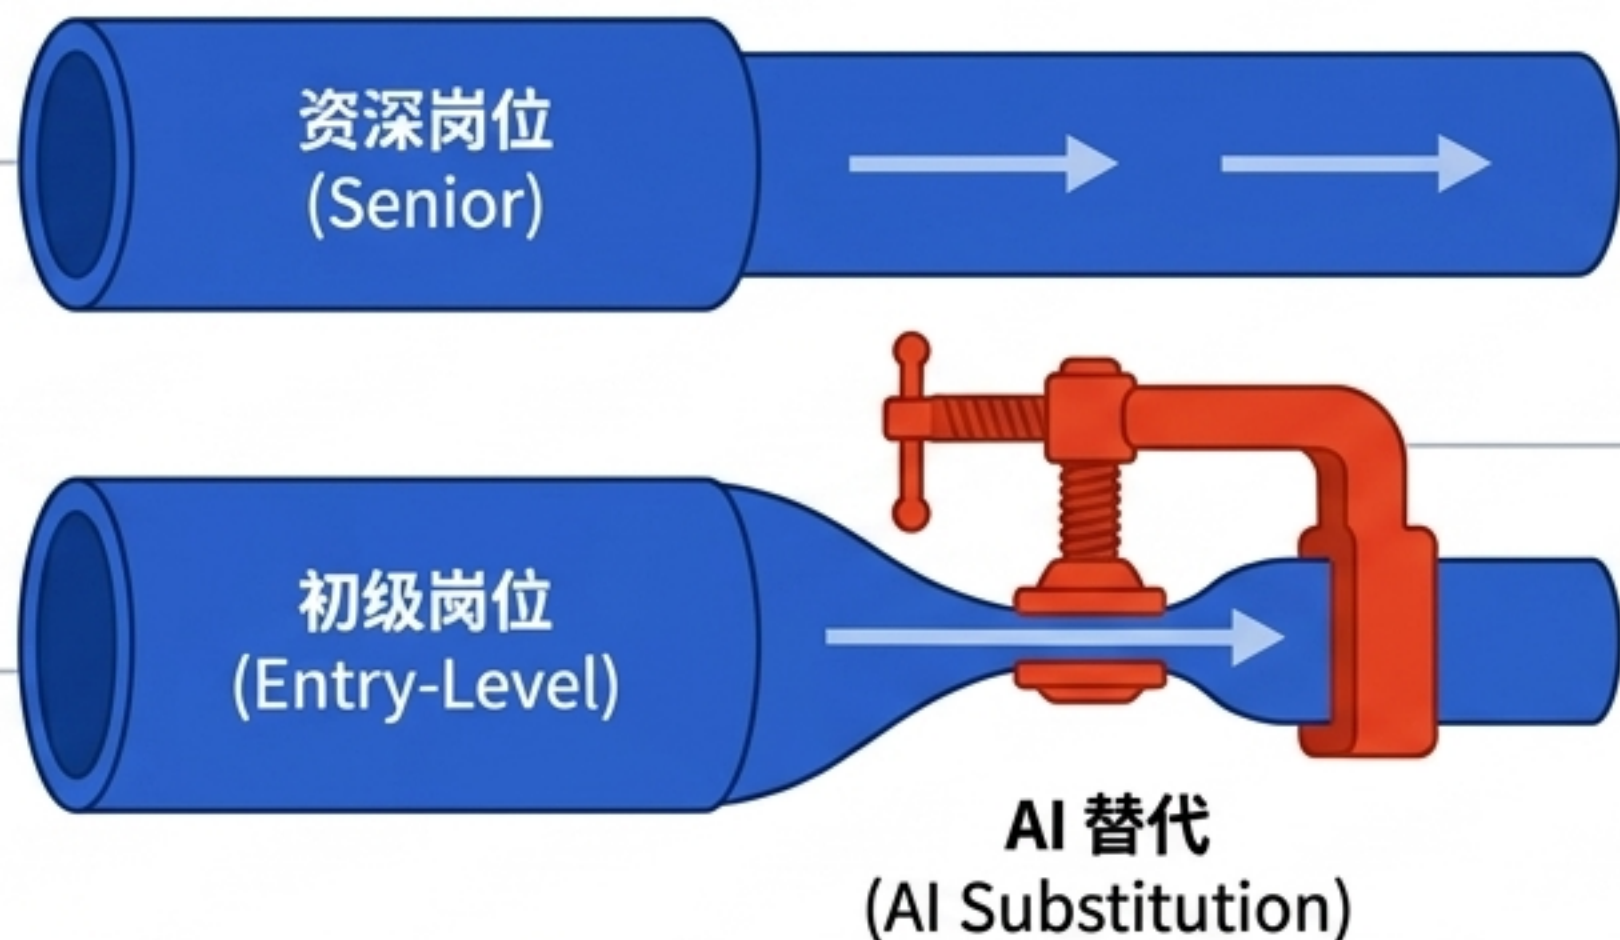 资深岗位
(Senior)
初级岗位
(Entry-Level)
AI 替代
(AI Substitution)